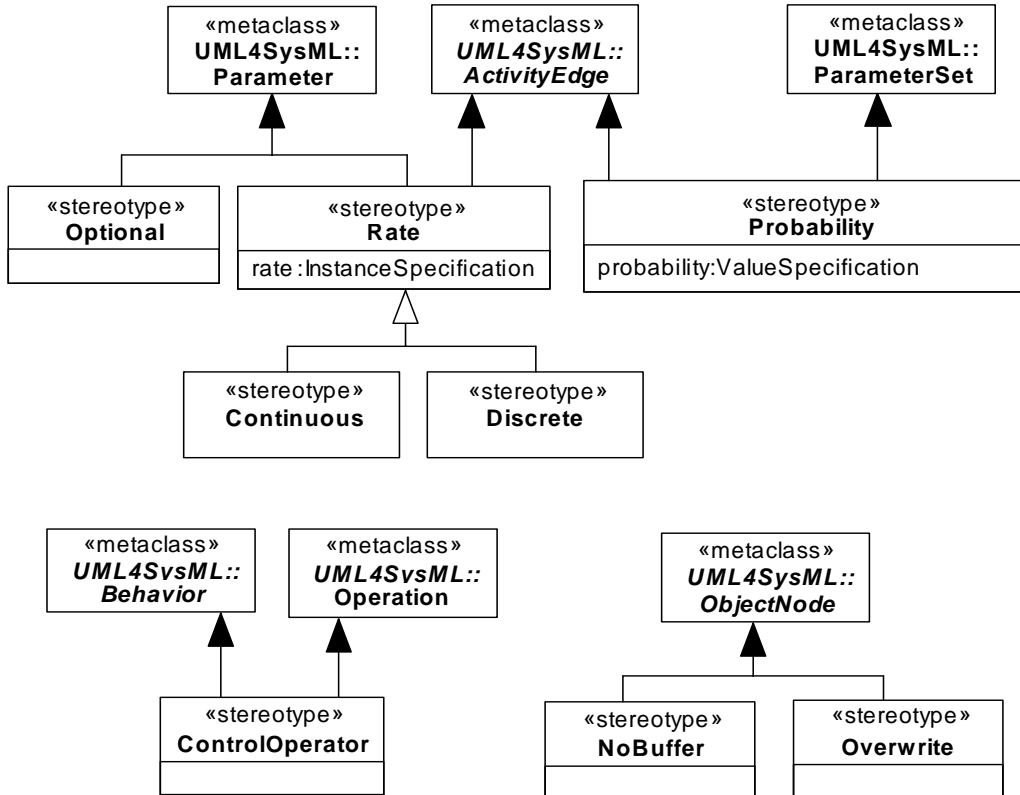 «metaclass»
UML4SysML::
Parameter
«metaclass»
UML4SysML::
ActivityEdge
«metaclass»
UML4SysML::
ParameterSet
«stereotype»
Optional
«stereotype»
Rate
rate:InstanceSpecification
«stereotype»
Probability
probability:ValueSpecification
«stereotype»
Continuous
«stereotype»
Discrete
«metaclass»
UML4SysML::
Behavior
«metaclass»
UML4SysML::
Operation
«metaclass»
UML4SysML::
ObjectNode
«stereotype»
ControlOperator
«stereotype»
NoBuffer
«stereotype»
Overwrite